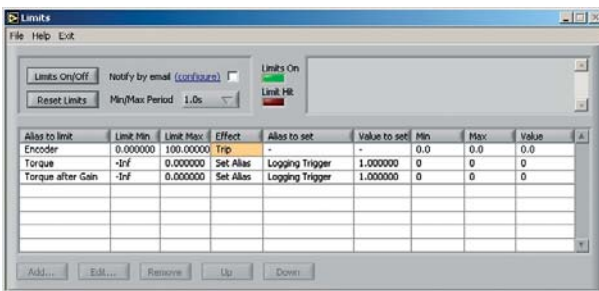 Limits
File Help Exit
Limits On/Off Notify by email (configure) Limits On
Reset Limits Min/Max Period 1.0s Limit Hit
Alias to limit Limit Min Limit Max Effect Alias to set Value to set Min Max Value
Encoder 0.000000 100.00000 Trip - - 0.0 0.0 0.0
Torque -Inf 0.000000 Set Alias Logging Trigger 1.000000 0 0 0
Torque after Gain -Inf 0.000000 Set Alias Logging Trigger 1.000000 0 0 0
Add... Edit... Remove Up Down